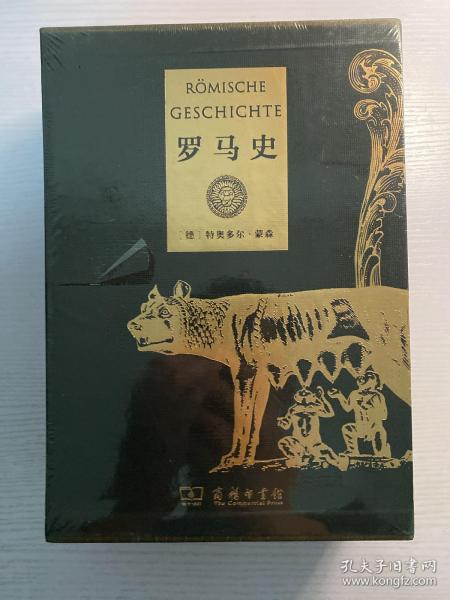 RÖMISCHE
GESCHICHTE
罗马史
[德]特奥多尔·蒙森
商務印書館
The Commercial Press
孔夫子旧书网
www.kongfz.com